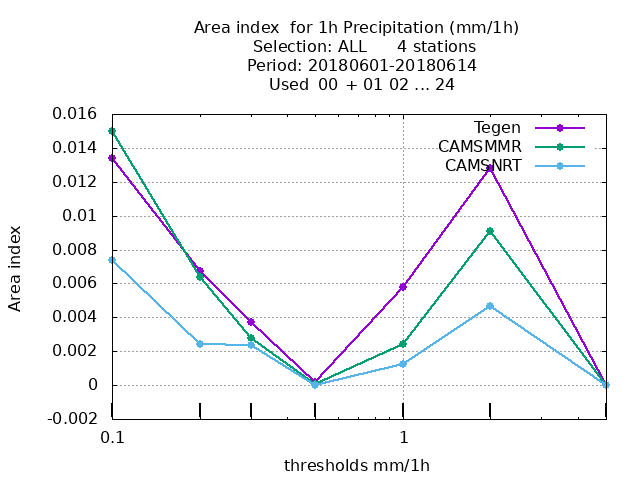 Area index  for 1h Precipitation (mm/1h)
Selection: ALL      4 stations
Period: 20180601-20180614
Used  00  + 01 02 ... 24
0.016
0.014
0.012
0.01
0.008
0.006
0.004
0.002
0
-0.002
Area index
Tegen
CAMSMMR
CAMSNRT
0.1
1
thresholds mm/1h